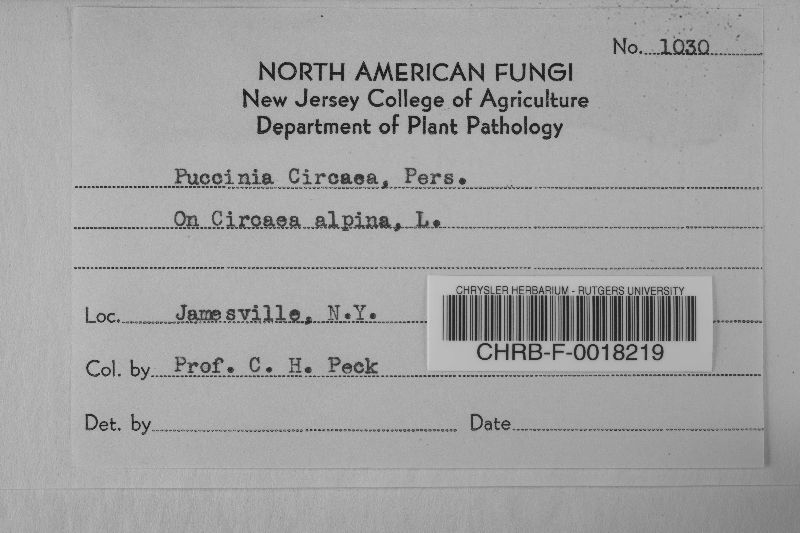 No. 1030
NORTH AMERICAN FUNGI
New Jersey College of Agriculture
Department of Plant Pathology
Puccinia Circaea, Pers.
On Circaea alpina, L.
Loc. Jamesville, N.Y.
CHRYSLER HERBARIUM - RUTGERS UNIVERSITY
CHRB-F-0018219
Col. by Prof. C. H. Peck
Det. by Date